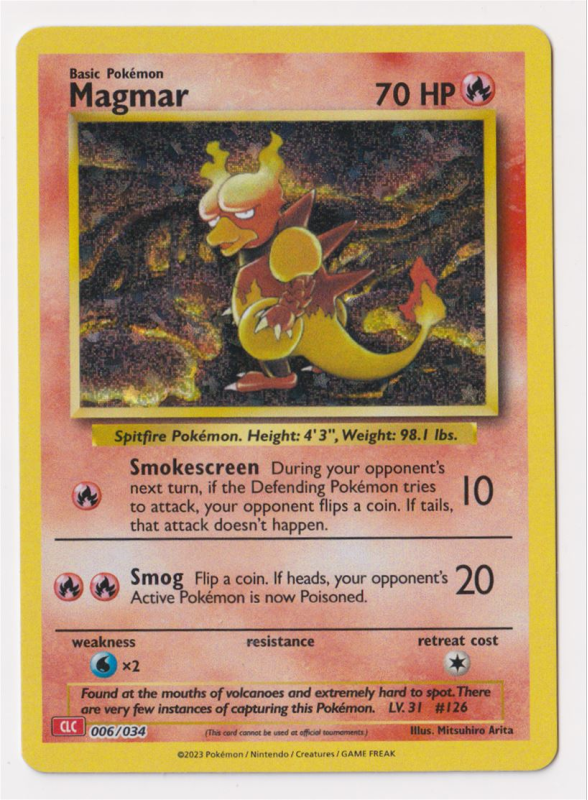 Basic Pokémon
Magmar 70 HP
Spitfire Pokémon. Height: 4'3", Weight: 98.1 lbs.
Smokescreen During your opponent's
next turn, if the Defending Pokémon tries
to attack, your opponent flips a coin. If tails,
that attack doesn't happen.
10
Smog Flip a coin. If heads, your opponent's
Active Pokémon is now Poisoned.
20
weakness resistance retreat cost
×2
Found at the mouths of volcanoes and extremely hard to spot. There
are very few instances of capturing this Pokémon. LV. 31 #126
CLC 006/034 (This card cannot be used at official tournaments.) Illus. Mitsuhiro Arita
©2023 Pokémon / Nintendo / Creatures / GAME FREAK